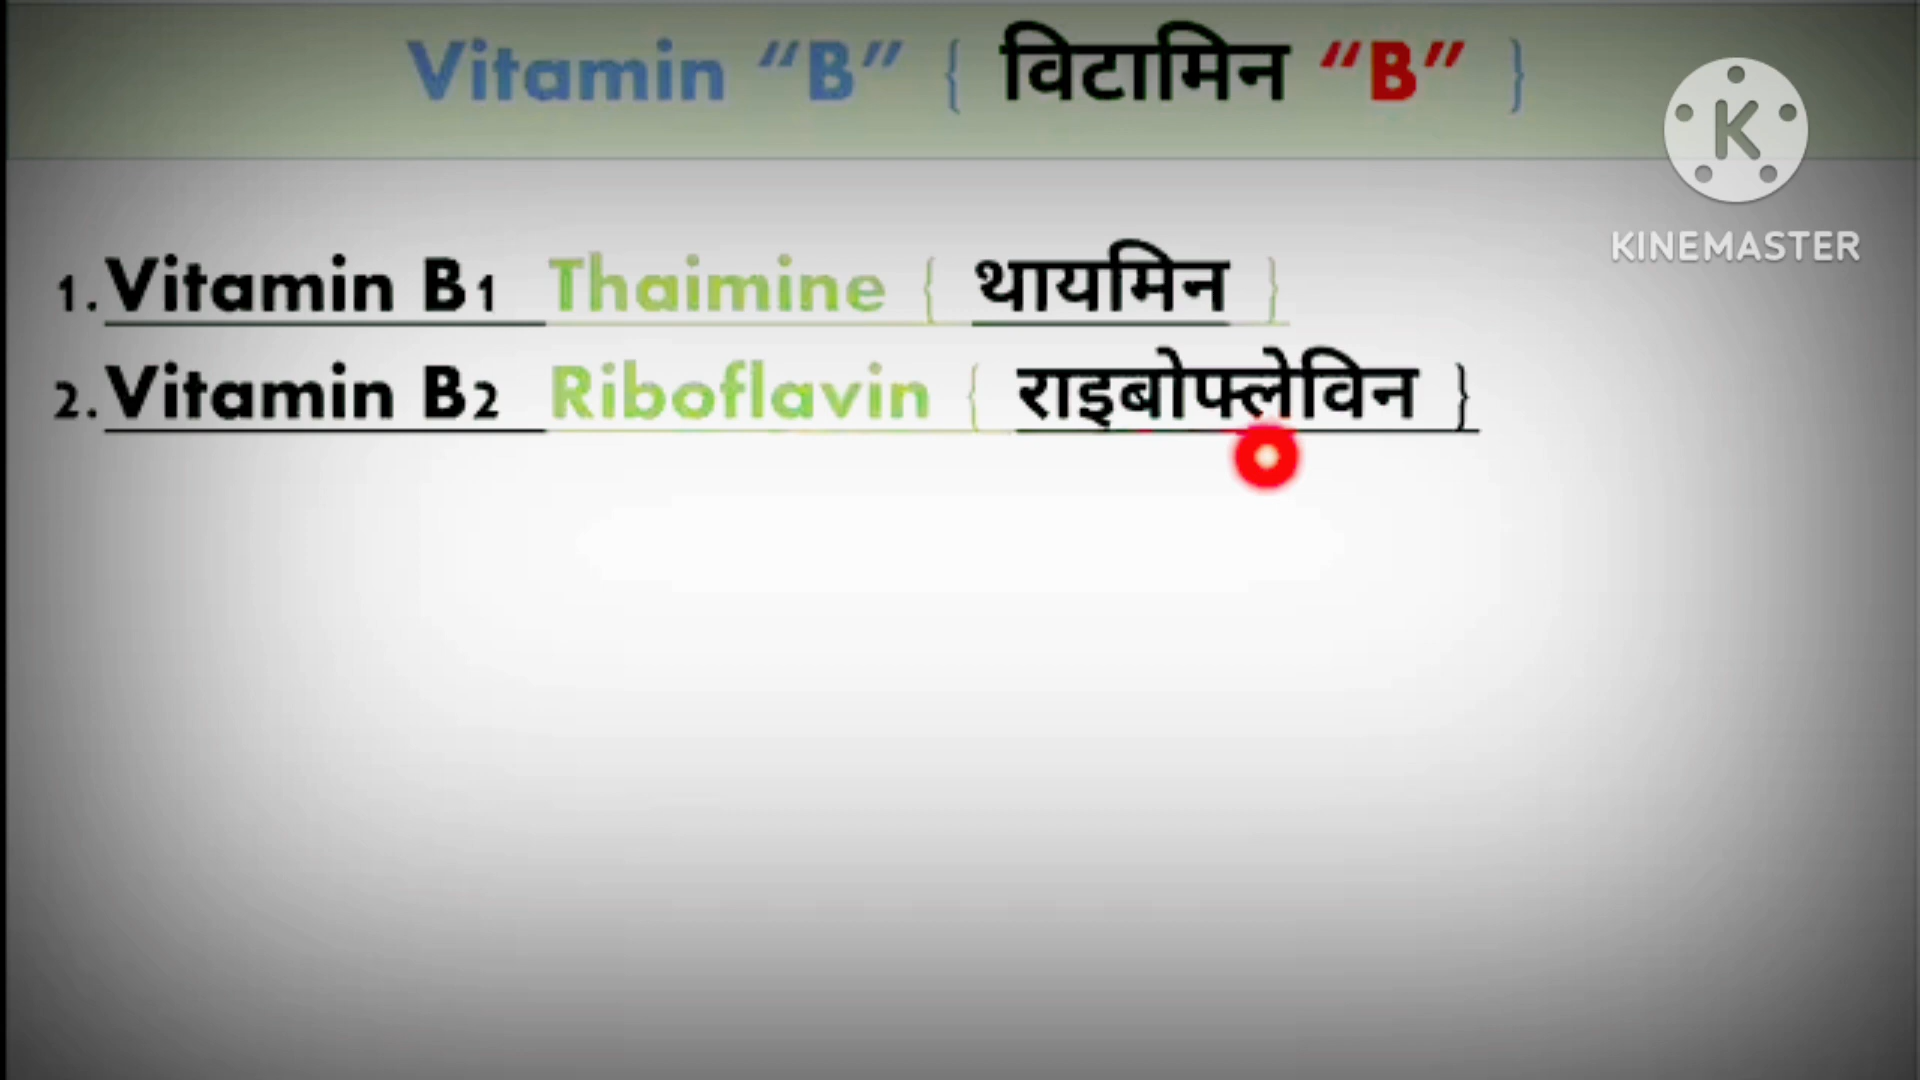 Vitamin “B” { विटामिन “B” }
K
KINEMASTER
1. Vitamin B1 Thaimine { थायमिन }
2. Vitamin B2 Riboflavin { राइबोफ्लेविन }